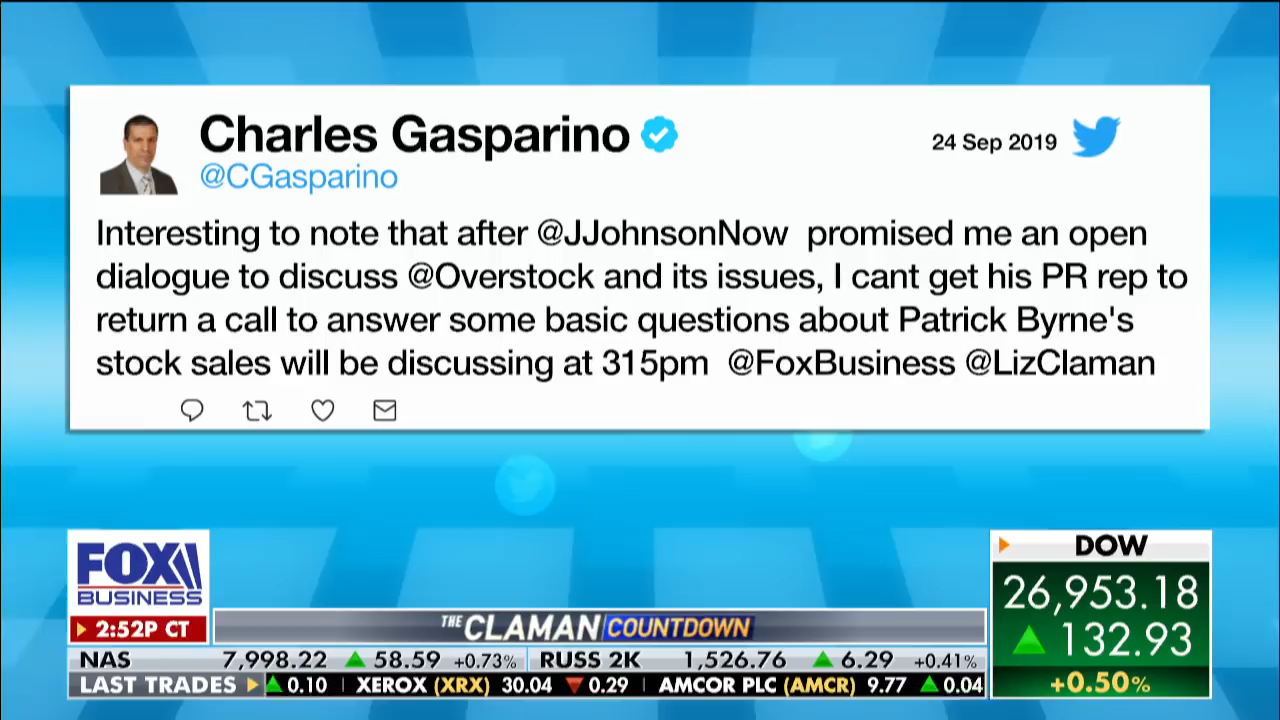 Charles Gasparino
@CGasparino
24 Sep 2019
Interesting to note that after @JJohnsonNow promised me an open
dialogue to discuss @Overstock and its issues, I cant get his PR rep to
return a call to answer some basic questions about Patrick Byrne's
stock sales will be discussing at 315pm @FoxBusiness @LizClaman
FOX
BUSINESS
2:52P CT
THE CLAMAN COUNTDOWN
DOW
26,953.18
132.93
+0.50%
NAS 7,998.22 58.59 +0.73% RUSS 2K 1,526.76 6.29 +0.41%
LAST TRADES 0.10 XEROX (XRX) 30.04 0.29 AMCOR PLC (AMCR) 9.77 0.04